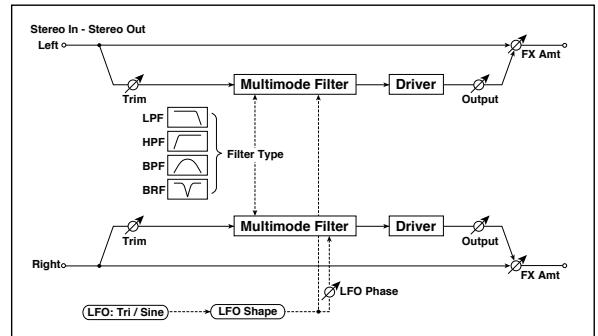 Stereo In - Stereo Out
Left
FX Amt
Trim
Multimode Filter
Driver
Output
LPF
HPF
BPF
BRF
Filter Type
Trim
Multimode Filter
Driver
Output
Right
FX Amt
LFO Phase
LFO: Tri / Sine
LFO Shape